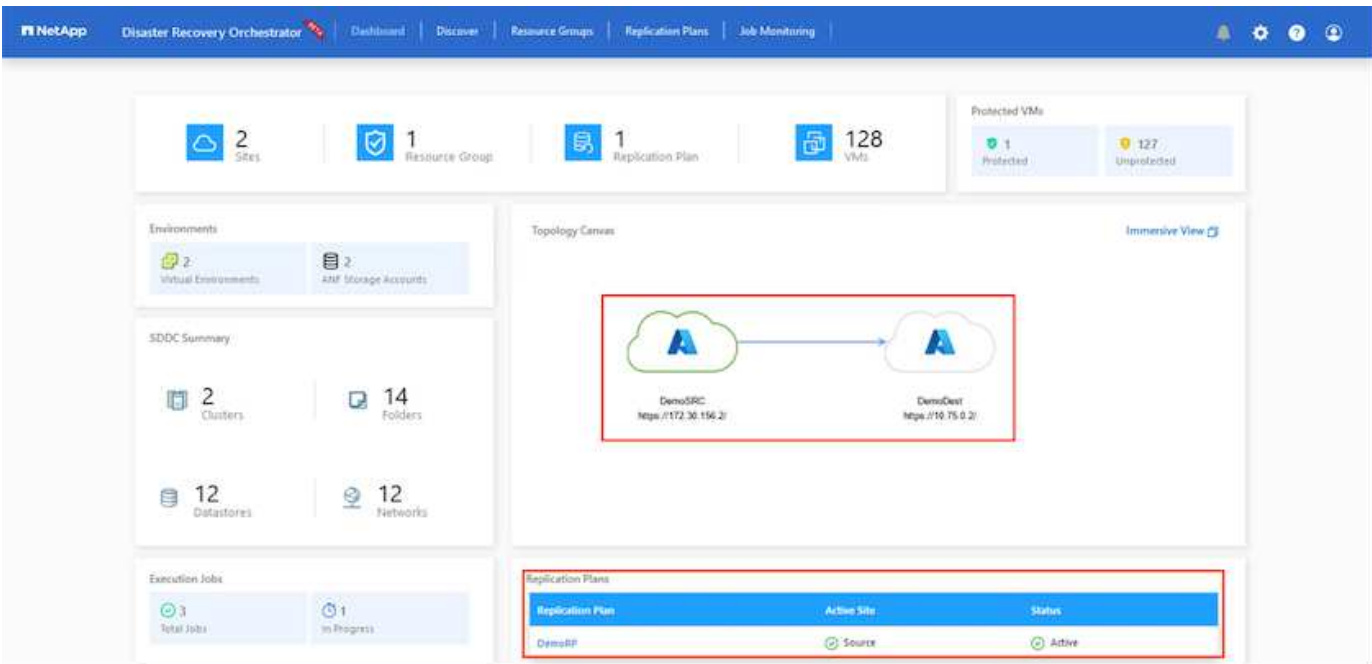 NetApp
Disaster Recovery Orchestrator
Dashboard
Discover
Resource Groups
Replication Plans
Job Monitoring
2
Sites
1
Resource Group
1
Replication Plan
128
VMs
Protected VMs
1
Protected
127
Unprotected
Environments
2
Virtual Environments
2
ANF Storage Accounts
Topology Canvas
Immersive View
SDDC Summary
2
Clusters
14
Folders
12
Datastores
12
Networks
DemoSRC
https://172.30.156.2/
DemoDest
https://10.75.0.2/
Execution Jobs
3
Total Jobs
1
In Progress
Replication Plans
Replication Plan Active Site Status
DemoRP Source Active